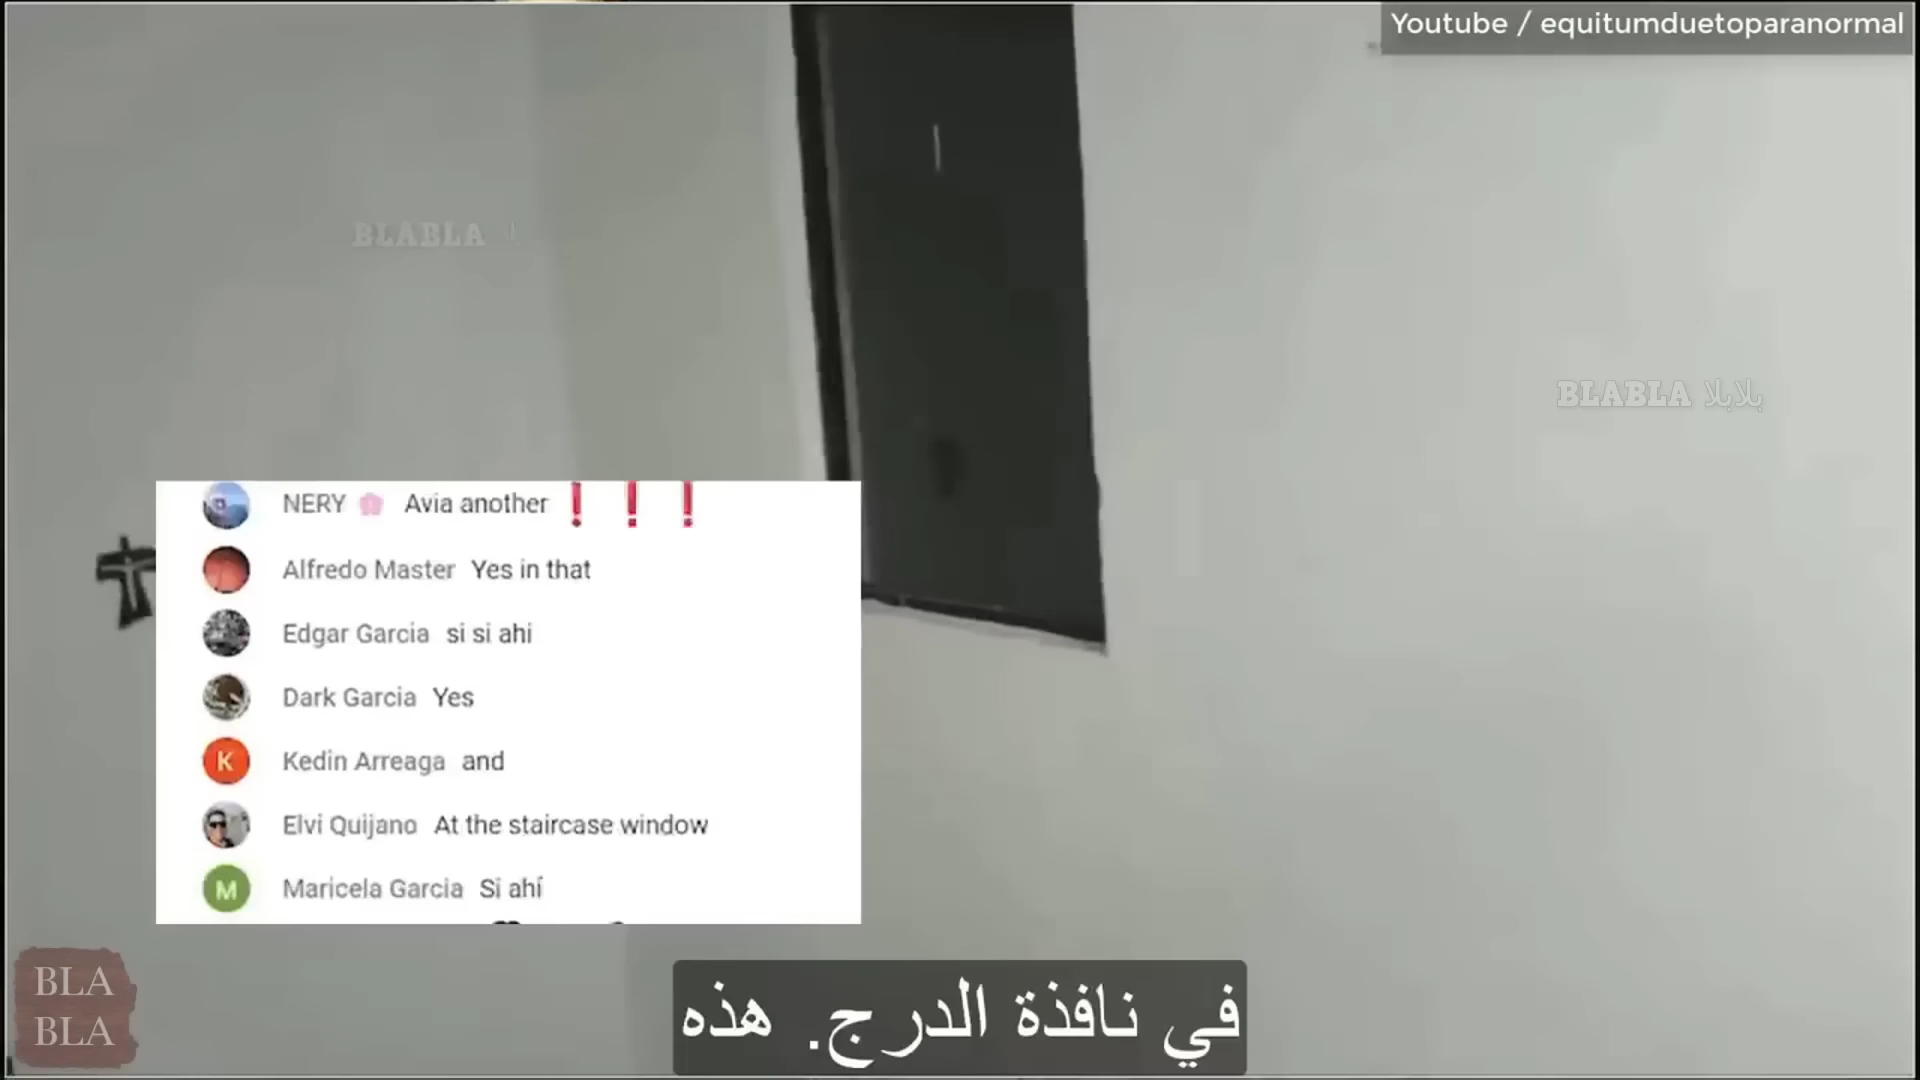 Youtube / equitumduetoparanormal
BLABLA
BLABLA بلابلا
NERY 🌸 Avia another ❗ ❗ ❗
Alfredo Master Yes in that
Edgar Garcia si si ahi
Dark Garcia Yes
K Kedin Arreaga and
Elvi Quijano At the staircase window
M Maricela Garcia Si ahí
BLA
BLA
في نافذة الدرج. هذه